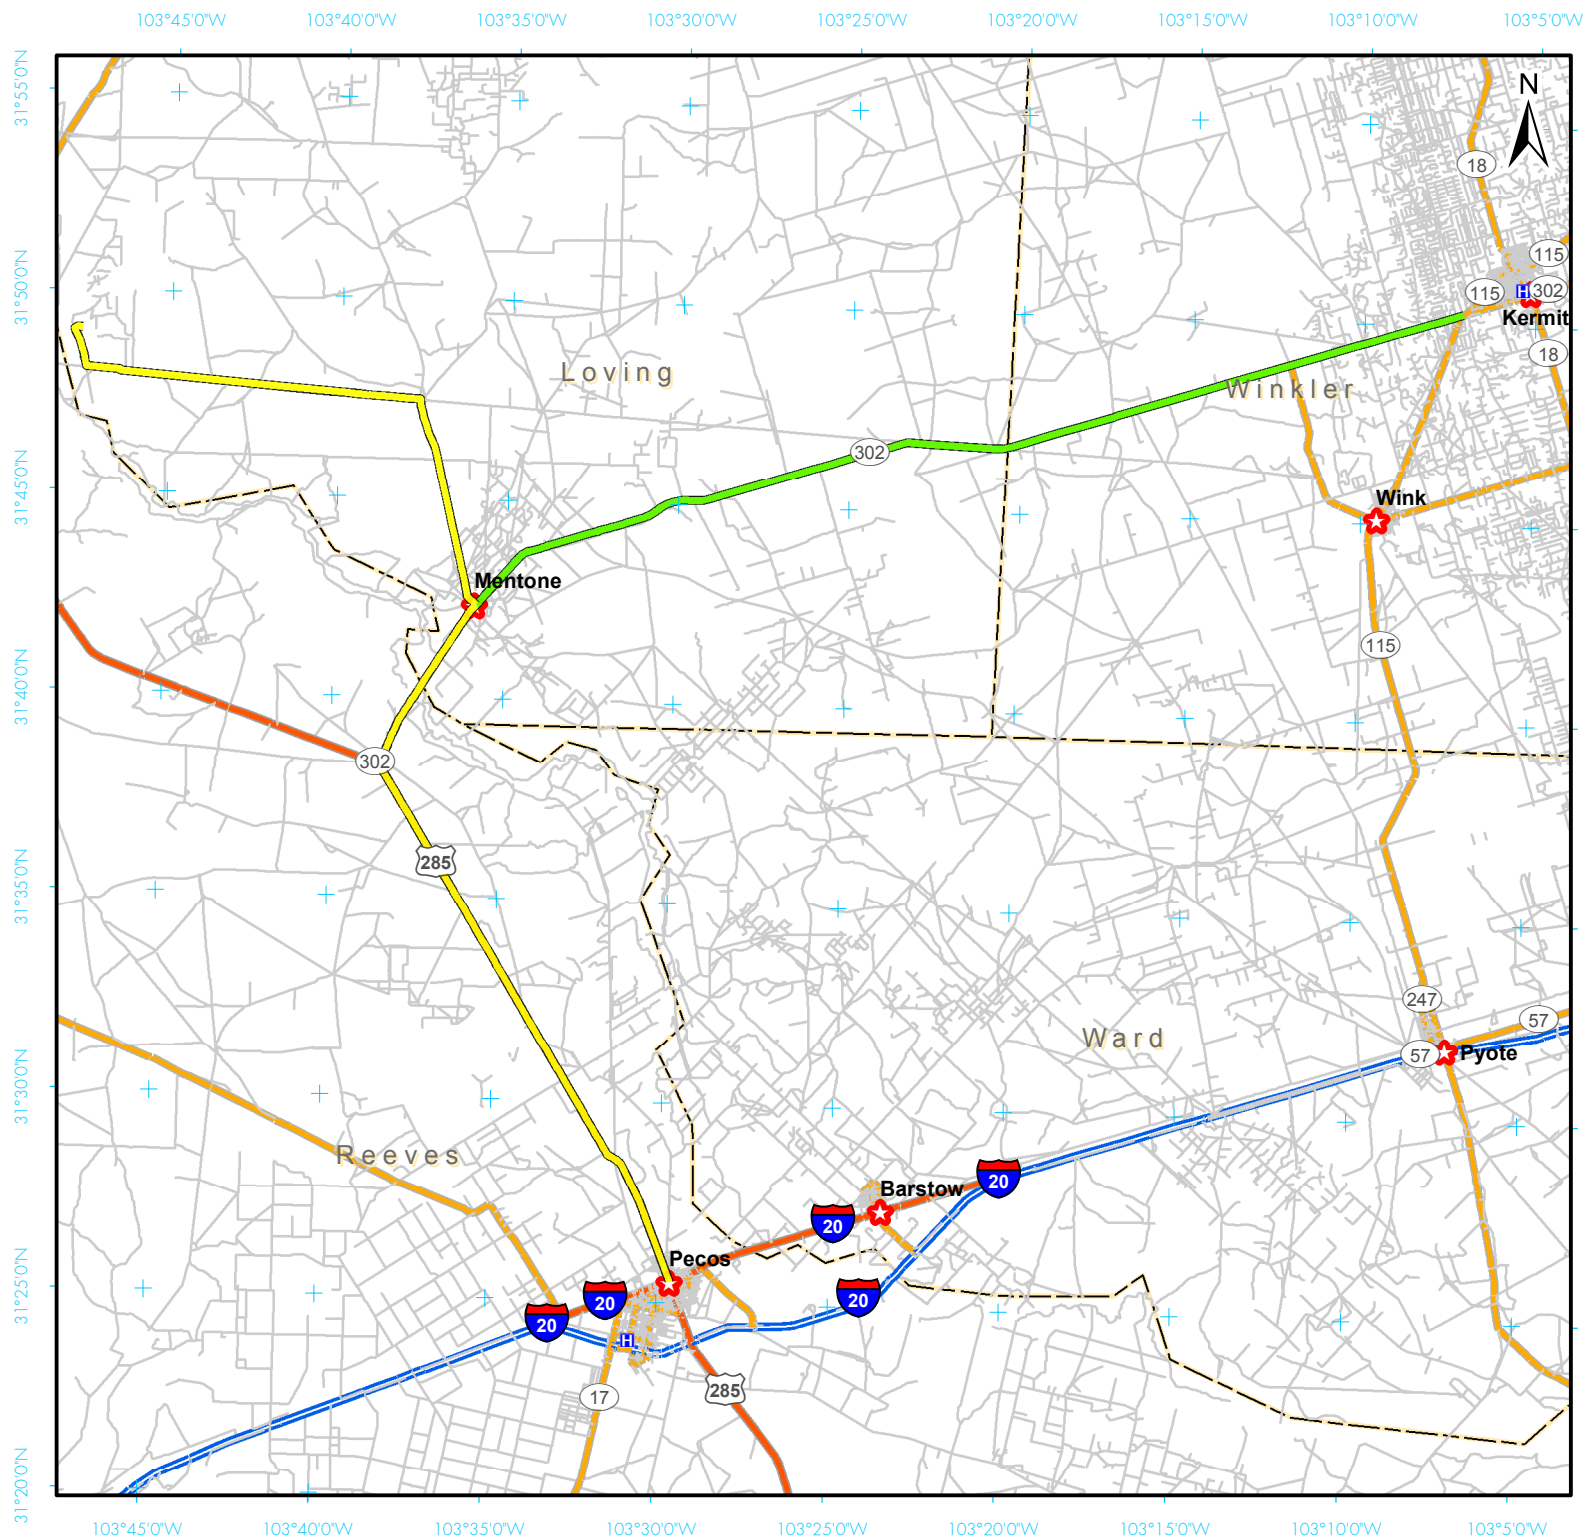 103°45'0"W
103°40'0"W
103°35'0"W
103°30'0"W
103°25'0"W
103°20'0"W
103°15'0"W
103°10'0"W
103°5'0"W
31°55'0"N
N
18
115
31°50'0"N
115
H
302
Kermit
18
Loving
Winkler
302
31°45'0"N
Wink
Mentone
115
31°40'0"N
302
285
31°35'0"N
247
57
Ward
57
Pyote
31°30'0"N
Reeves
20
Barstow
20
Pecos
31°25'0"N
20
20
20
H
285
17
31°20'0"N
103°45'0"W
103°40'0"W
103°35'0"W
103°30'0"W
103°25'0"W
103°20'0"W
103°15'0"W
103°10'0"W
103°5'0"W